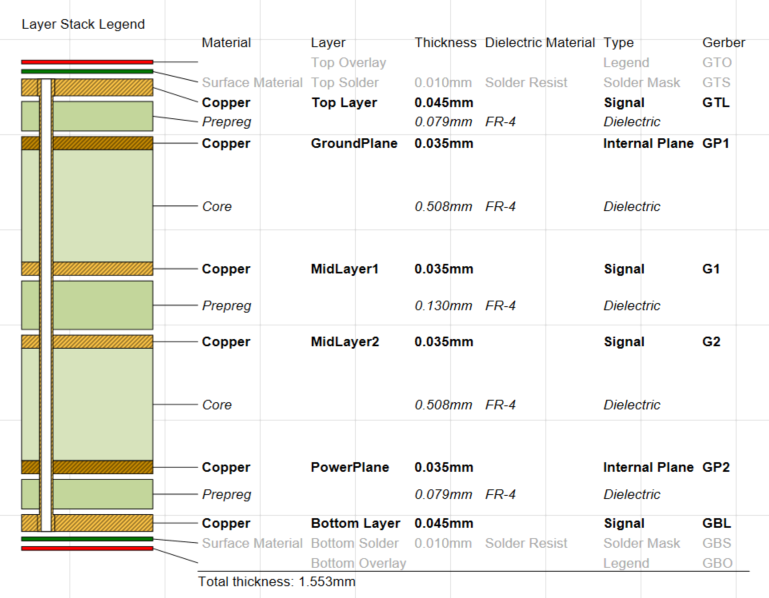 Layer Stack Legend
Material Layer Thickness Dielectric Material Type Gerber
Top Overlay Legend GTO
Surface Material Top Solder 0.010mm Solder Resist Solder Mask GTS
Copper Top Layer 0.045mm Signal GTL
Prepreg 0.079mm FR-4 Dielectric
Copper GroundPlane 0.035mm Internal Plane GP1
Core 0.508mm FR-4 Dielectric
Copper MidLayer1 0.035mm Signal G1
Prepreg 0.130mm FR-4 Dielectric
Copper MidLayer2 0.035mm Signal G2
Core 0.508mm FR-4 Dielectric
Copper PowerPlane 0.035mm Internal Plane GP2
Prepreg 0.079mm FR-4 Dielectric
Copper Bottom Layer 0.045mm Signal GBL
Surface Material Bottom Solder 0.010mm Solder Resist Solder Mask GBS
Bottom Overlay Legend GBO
Total thickness: 1.553mm